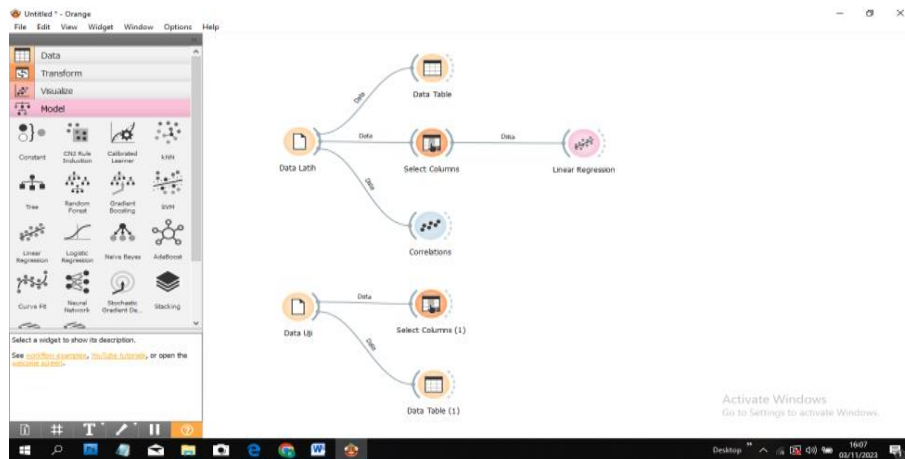 Untitled * - Orange
File Edit View Widget Window Options Help
Data
Transform
Visualize
Model
Constant
CN2 Rule Induction
Calibrated Learner
kNN
Tree
Random Forest
Gradient Boosting
SVM
Linear Regression
Logistic Regression
Naive Bayes
AdaBoost
Curve Fit
Neural Network
Stochastic Gradient De...
Stacking
Select a widget to show its description.
See workflow examples, YouTube tutorials, or open the
welcome screen.
Data Latih
Data
Data Table
Data
Select Columns
Data
Linear Regression
Data
Correlations
Data Uji
Data
Select Columns (1)
Data
Data Table (1)
Activate Windows
Go to Settings to activate Windows.
Desktop
16:07
03/11/2023